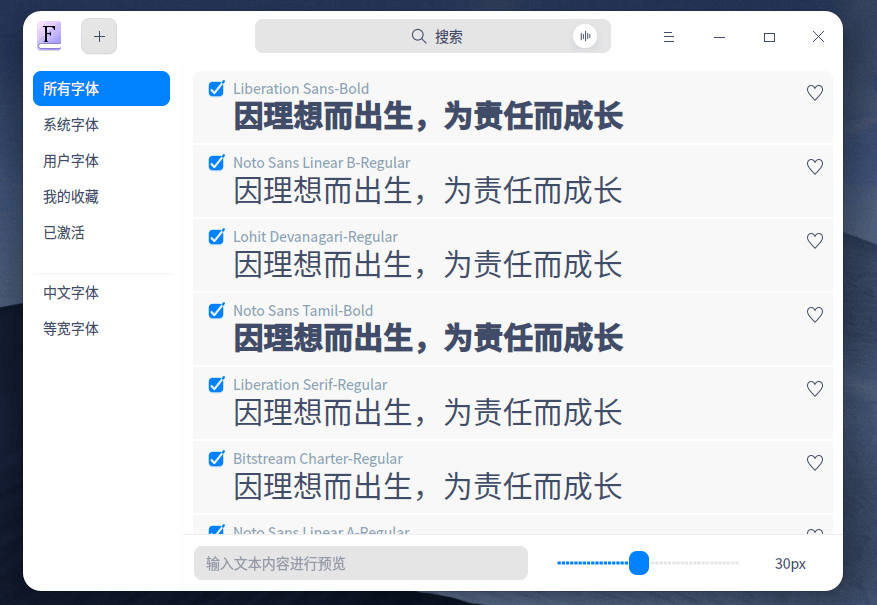 F
搜索
所有字体
系统字体
用户字体
我的收藏
已激活
中文字体
等宽字体
Liberation Sans-Bold
因理想而出生，为责任而成长
Noto Sans Linear B-Regular
因理想而出生，为责任而成长
Lohit Devanagari-Regular
因理想而出生，为责任而成长
Noto Sans Tamil-Bold
因理想而出生，为责任而成长
Liberation Serif-Regular
因理想而出生，为责任而成长
Bitstream Charter-Regular
因理想而出生，为责任而成长
Noto Sans Linear A-Regular
输入文本内容进行预览
30px